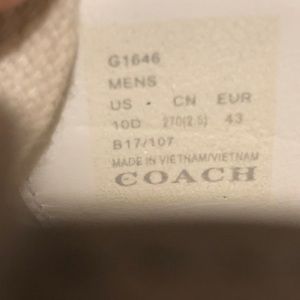 G1646
MENS
US · CN EUR
10D 270(2.5) 43
B17/107
MADE IN VIETNAM/VIETNAM
COACH